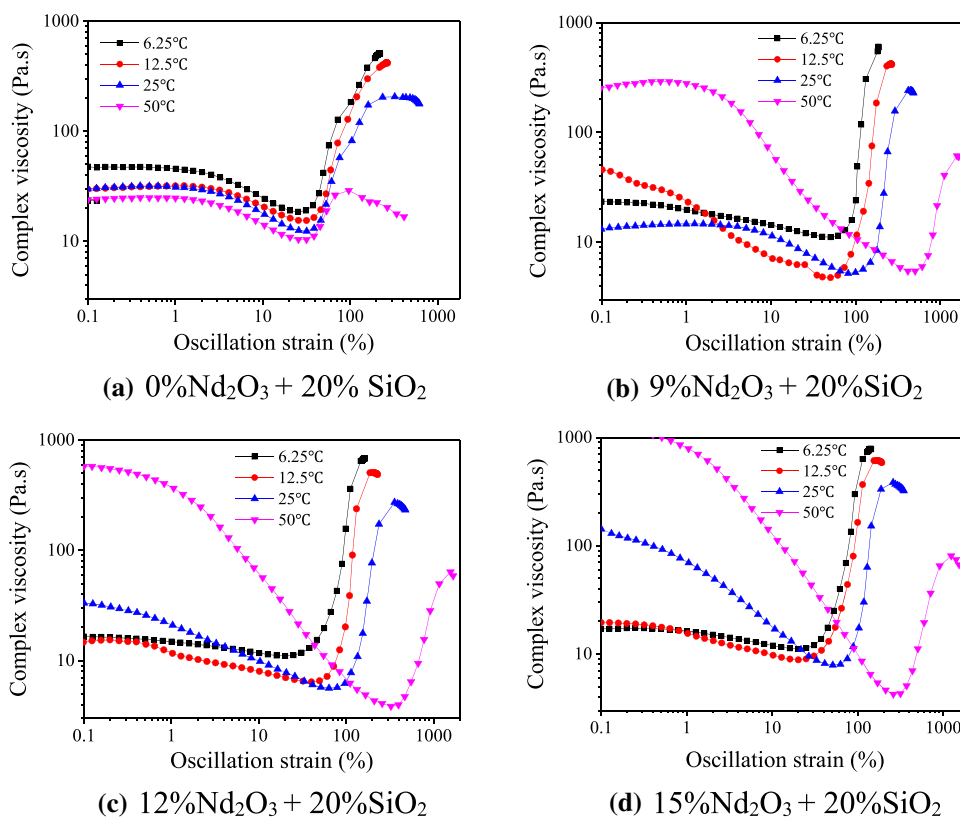 Complex viscosity (Pa.s)
1000
100
10
6.25℃
12.5℃
25℃
50℃
0.1 1 10 100 1000
Oscillation strain (%)
(a) 0%Nd₂O₃ + 20% SiO₂
Complex viscosity (Pa.s)
1000
100
10
6.25℃
12.5℃
25℃
50℃
0.1 1 10 100 1000
Oscillation strain (%)
(b) 9%Nd₂O₃ + 20%SiO₂
Complex viscosity (Pa.s)
1000
100
10
6.25℃
12.5℃
25℃
50℃
0.1 1 10 100 1000
Oscillation strain (%)
(c) 12%Nd₂O₃ + 20%SiO₂
Complex viscosity (Pa.s)
1000
100
10
6.25℃
12.5℃
25℃
50℃
0.1 1 10 100 1000
Oscillation strain (%)
(d) 15%Nd₂O₃ + 20%SiO₂